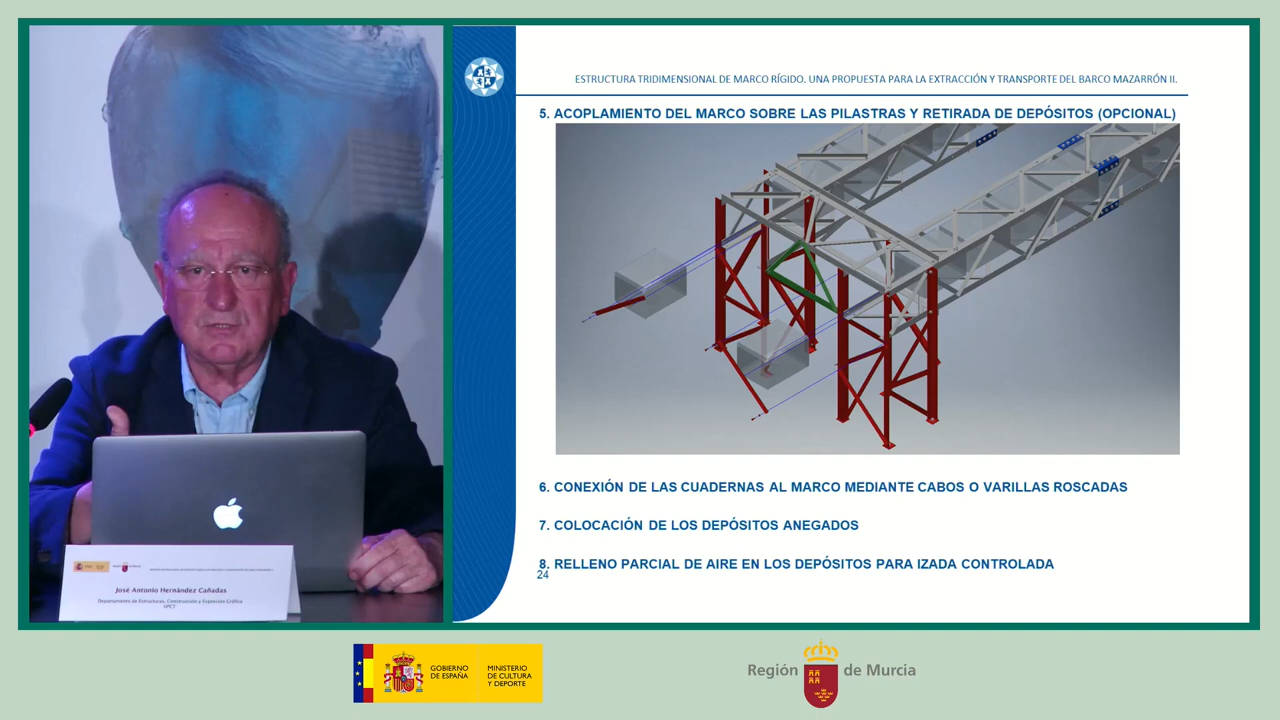 ESTRUCTURA TRIDIMENSIONAL DE MARCO RÍGIDO. UNA PROPUESTA PARA LA EXTRACCIÓN Y TRANSPORTE DEL BARCO MAZARRÓN II.
5. ACOPLAMIENTO DEL MARCO SOBRE LAS PILASTRAS Y RETIRADA DE DEPÓSITOS (OPCIONAL)
6. CONEXIÓN DE LAS CUADERNAS AL MARCO MEDIANTE CABOS O VARILLAS ROSCADAS
7. COLOCACIÓN DE LOS DEPÓSITOS ANEGADOS
8. RELLENO PARCIAL DE AIRE EN LOS DEPÓSITOS PARA IZADA CONTROLADA
24
José Antonio Hernández Cañadas
Departamento de Estructuras, Construcción y Expresión Gráfica
UPCT
GOBIERNO
DE ESPAÑA
MINISTERIO
DE CULTURA
Y DEPORTE
Región de Murcia